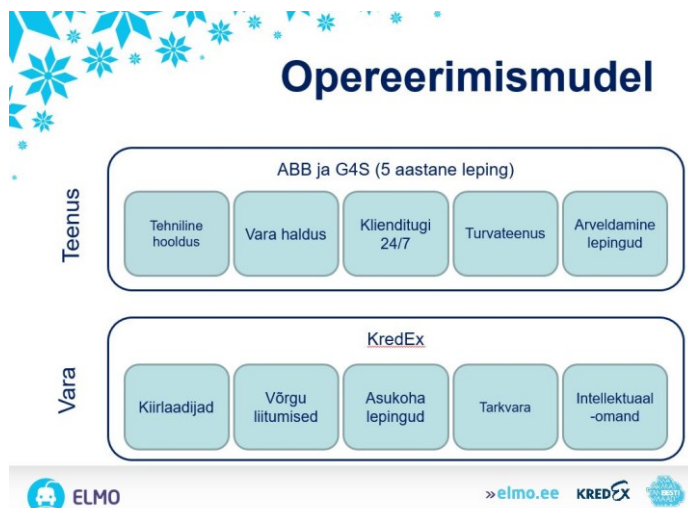 Opereerimismudel
Teenus
ABB ja G4S (5 aastane leping)
Tehniline
hooldus
Vara haldus
Klienditugi
24/7
Turvateenus
Arveldamine
lepingud
Vara
KredEx
Kiirlaadijad
Võrgu
liitumised
Asukoha
lepingud
Tarkvara
Intellektuaal
-omand
ELMO
»elmo.ee
KREDEX